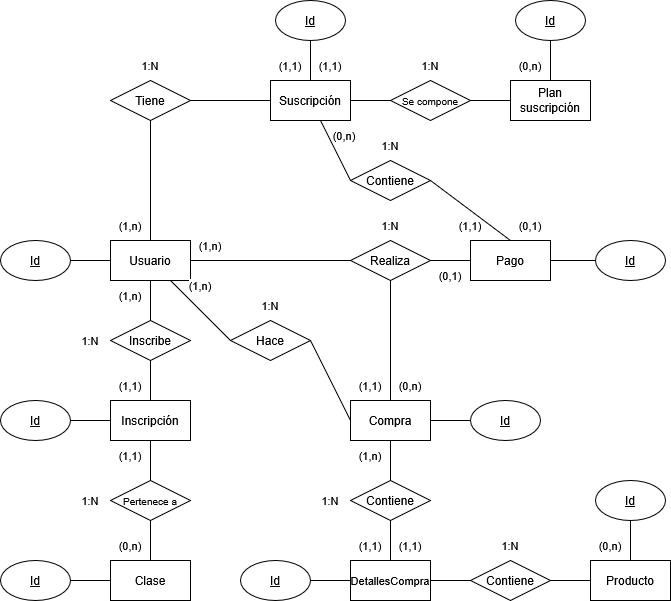 Id
Id
1:N
(1,1)
(1,1)
1:N
(0,n)
Tiene
Suscripción
Se compone
Plan
suscripción
(0,n)
1:N
Contiene
(1,n)
1:N
(1,1)
(0,1)
Id
Usuario
(1,n)
Realiza
(0,1)
Pago
Id
(1,n)
(1,n)
1:N
1:N
Inscribe
Hace
(1,1)
(1,1)
(0,n)
Id
Inscripción
Compra
Id
(1,1)
(1,n)
1:N
Pertenece a
1:N
Contiene
Id
(0,n)
(1,1)
(1,1)
1:N
(0,n)
Id
Clase
Id
DetallesCompra
Contiene
Producto